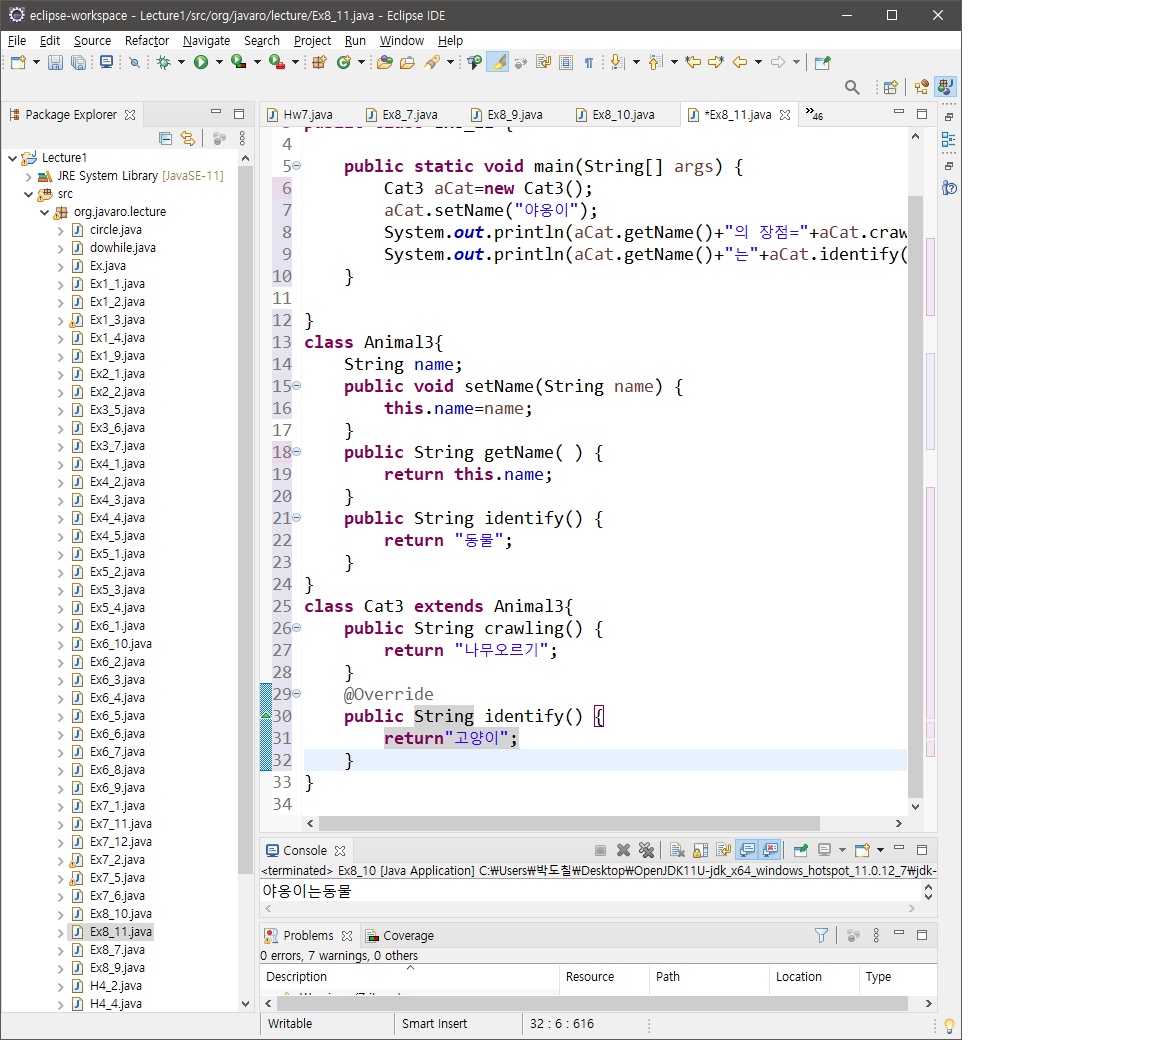 eclipse-workspace - Lecture1/src/org/javaro/lecture/Ex8_11.java - Eclipse IDE
File Edit Source Refactor Navigate Search Project Run Window Help
Package Explorer
Lecture1
JRE System Library [JavaSE-11]
src
org.javaro.lecture
circle.java
dowhile.java
Ex.java
Ex1_1.java
Ex1_2.java
Ex1_3.java
Ex1_4.java
Ex1_9.java
Ex2_1.java
Ex2_2.java
Ex3_5.java
Ex3_6.java
Ex3_7.java
Ex4_1.java
Ex4_2.java
Ex4_3.java
Ex4_4.java
Ex4_5.java
Ex5_1.java
Ex5_2.java
Ex5_3.java
Ex5_4.java
Ex6_1.java
Ex6_10.java
Ex6_2.java
Ex6_3.java
Ex6_4.java
Ex6_5.java
Ex6_6.java
Ex6_7.java
Ex6_8.java
Ex6_9.java
Ex7_1.java
Ex7_11.java
Ex7_12.java
Ex7_2.java
Ex7_5.java
Ex7_6.java
Ex8_10.java
Ex8_11.java
Ex8_7.java
Ex8_9.java
H4_2.java
H4_4.java
Hw7.java Ex8_7.java Ex8_9.java Ex8_10.java *Ex8_11.java »46
4
5 public static void main(String[] args) {
6 Cat3 aCat=new Cat3();
7 aCat.setName("야옹이");
8 System.out.println(aCat.getName()+"의 장점="+aCat.craw
9 System.out.println(aCat.getName()+"는"+aCat.identify(
10 }
11
12 }
13 class Animal3{
14 String name;
15 public void setName(String name) {
16 this.name=name;
17 }
18 public String getName( ) {
19 return this.name;
20 }
21 public String identify() {
22 return "동물";
23 }
24 }
25 class Cat3 extends Animal3{
26 public String crawling() {
27 return "나무오르기";
28 }
29 @Override
30 public String identify() {
31 return"고양이";
32 }
33 }
34
Console
<terminated> Ex8_10 [Java Application] C:₩Users₩박도칠₩Desktop₩OpenJDK11U-jdk_x64_windows_hotspot_11.0.12_7₩jdk-
야옹이는동물
Problems Coverage
0 errors, 7 warnings, 0 others
Description Resource Path Location Type
Writable Smart Insert 32 : 6 : 616